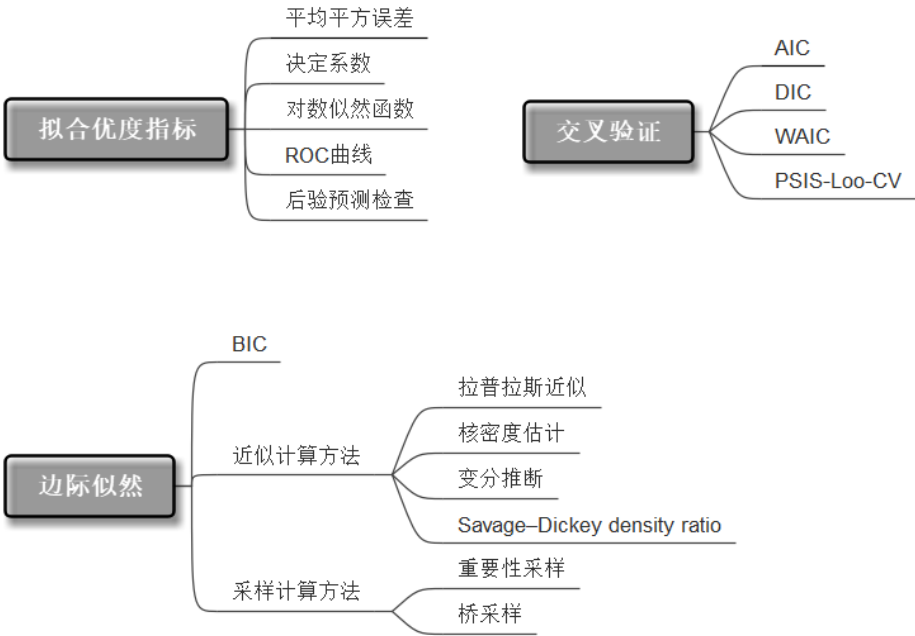 拟合优度指标
平均平方误差
决定系数
对数似然函数
ROC曲线
后验预测检查
交叉验证
AIC
DIC
WAIC
PSIS-Loo-CV
边际似然
BIC
近似计算方法
拉普拉斯近似
核密度估计
变分推断
Savage–Dickey density ratio
采样计算方法
重要性采样
桥采样